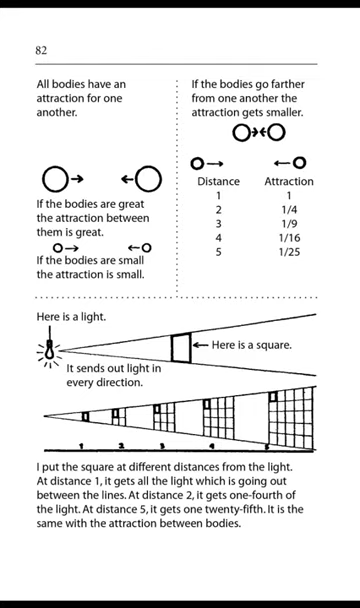 82
All bodies have an
attraction for one
another.
If the bodies are great
the attraction between
them is great.
If the bodies are small
the attraction is small.
If the bodies go farther
from one another the
attraction gets smaller.
Distance Attraction
1 1
2 1/4
3 1/9
4 1/16
5 1/25
Here is a light.
Here is a square.
It sends out light in
every direction.
1 2 3 4 5
I put the square at different distances from the light.
At distance 1, it gets all the light which is going out
between the lines. At distance 2, it gets one-fourth of
the light. At distance 5, it gets one twenty-fifth. It is the
same with the attraction between bodies.